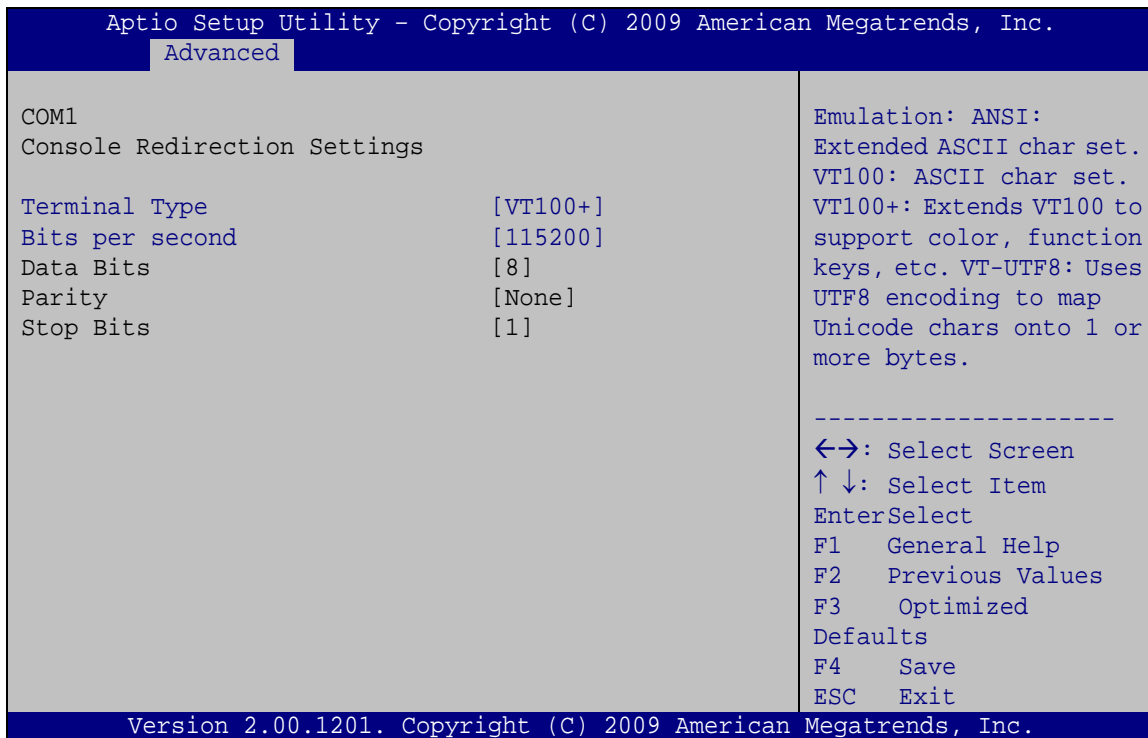 Aptio Setup Utility – Copyright (C) 2009 American Megatrends, Inc.
Advanced
COM1
Console Redirection Settings
Terminal Type [VT100+]
Bits per second [115200]
Data Bits [8]
Parity [None]
Stop Bits [1]
Emulation: ANSI:
Extended ASCII char set.
VT100: ASCII char set.
VT100+: Extends VT100 to
support color, function
keys, etc. VT-UTF8: Uses
UTF8 encoding to map
Unicode chars onto 1 or
more bytes.
---------------------
←→: Select Screen
↑ ↓: Select Item
EnterSelect
F1 General Help
F2 Previous Values
F3 Optimized
Defaults
F4 Save
ESC Exit
Version 2.00.1201. Copyright (C) 2009 American Megatrends, Inc.